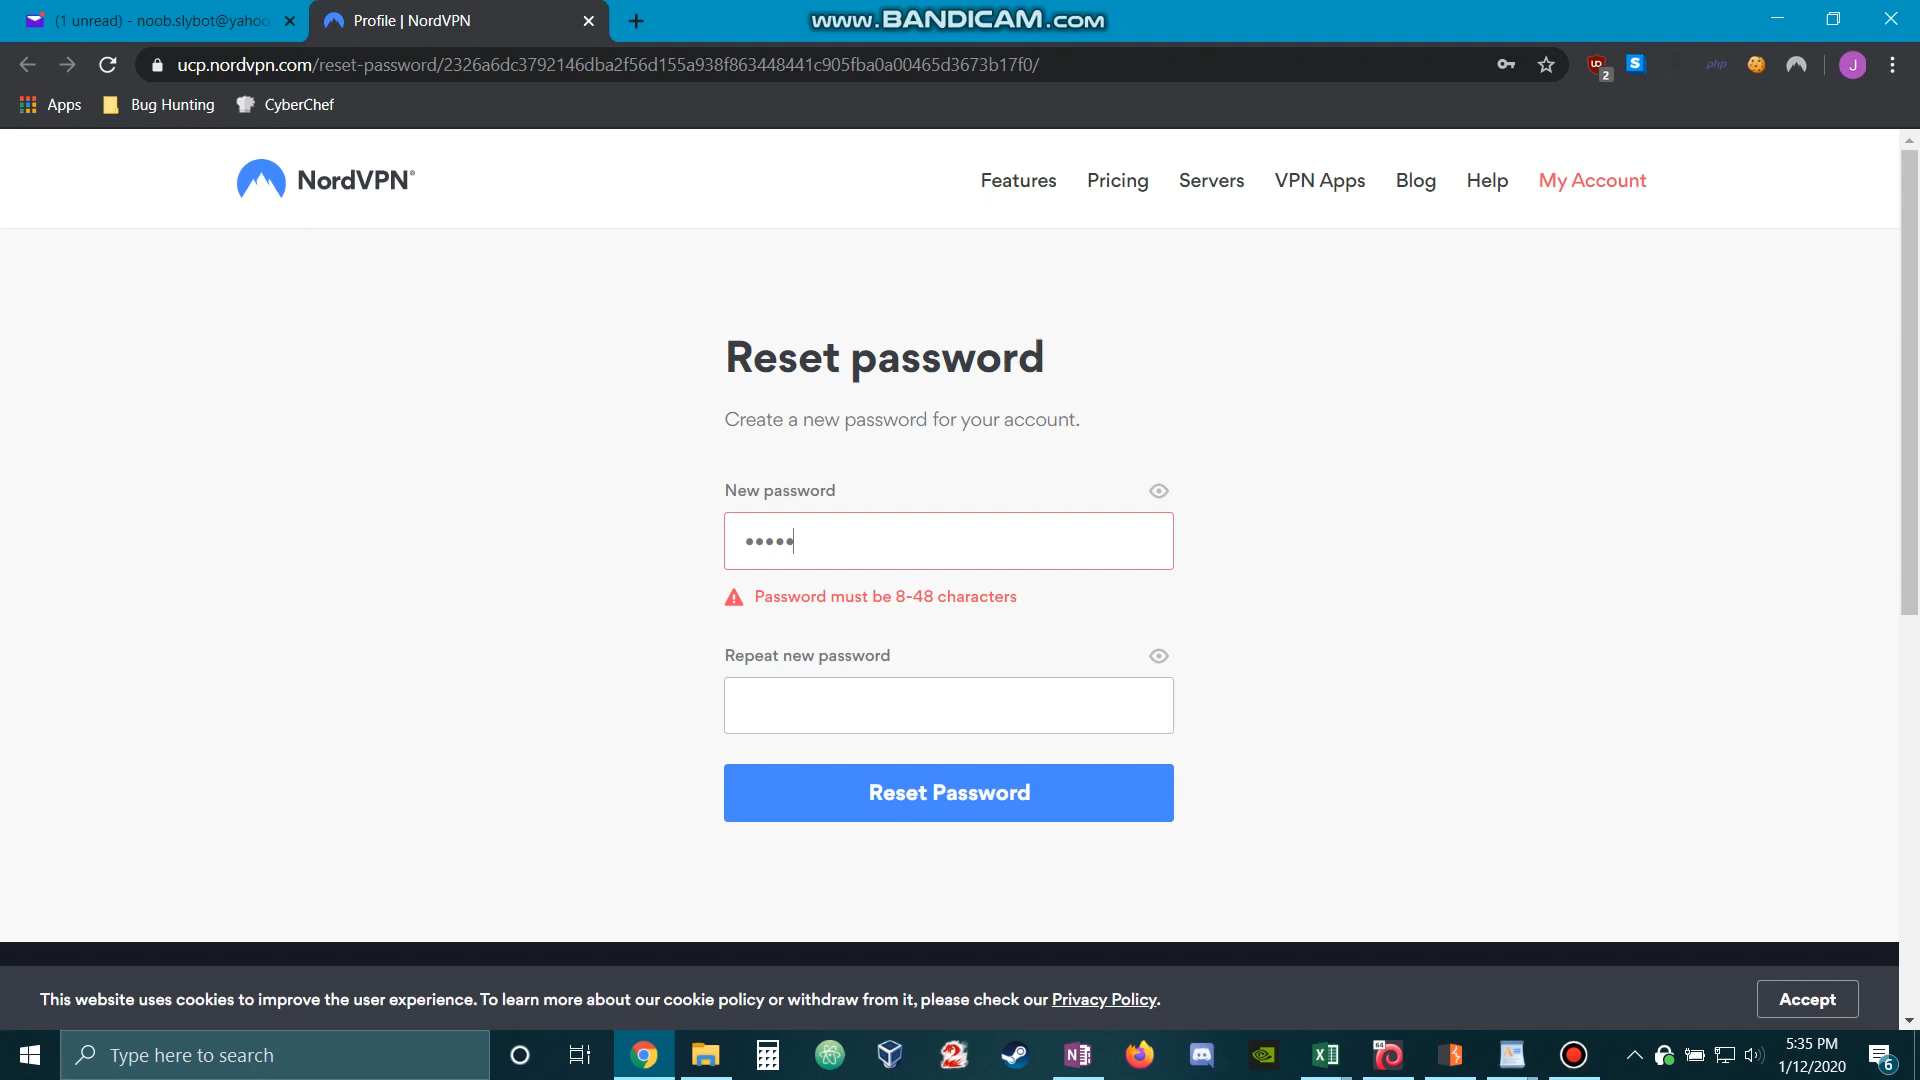 (1 unread) - noob.slybot@yahoo
Profile | NordVPN
www.BANDICAM.com
ucp.nordvpn.com/reset-password/2326a6dc3792146dba2f56d155a938f863448441c905fba0a00465d3673b17f0/
2
S
php
J
Apps
Bug Hunting
CyberChef
NordVPN®
Features
Pricing
Servers
VPN Apps
Blog
Help
My Account
Reset password
Create a new password for your account.
New password
Password must be 8-48 characters
Repeat new password
Reset Password
This website uses cookies to improve the user experience. To learn more about our cookie policy or withdraw from it, please check our Privacy Policy.
Accept
Type here to search
64
5:35 PM
1/12/2020
6